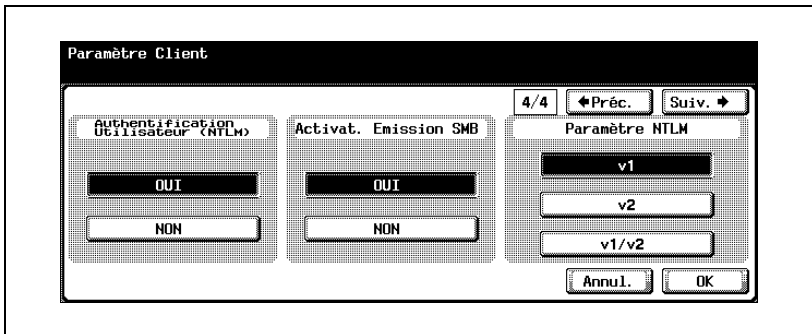 Paramètre Client
4/4
←Préc.
Suiv. →
Authentification
Utilisateur (NTLM)
OUI
NON
Activat. Emission SMB
OUI
NON
Paramètre NTLM
v1
v2
v1/v2
Annul.
OK